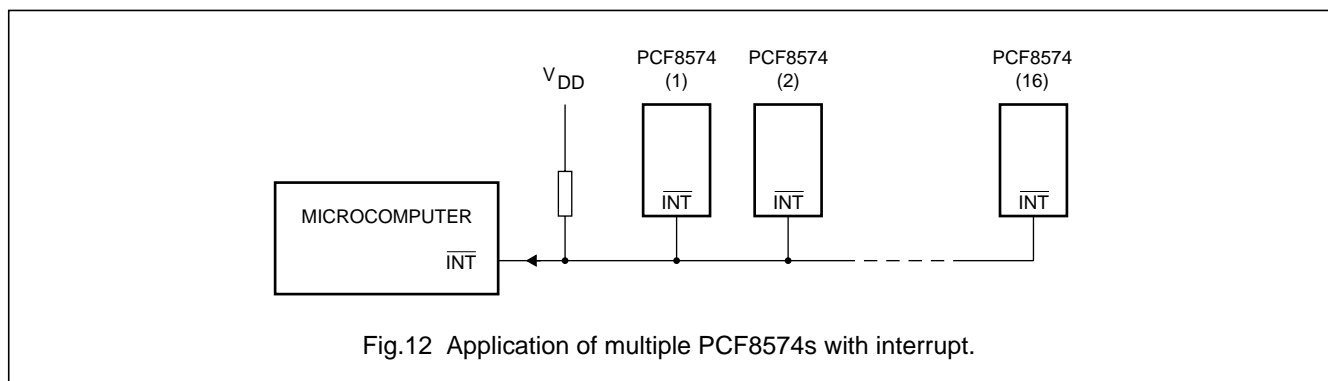 V DD
PCF8574
(1)
PCF8574
(2)
PCF8574
(16)
MICROCOMPUTER
INT
INT
INT
INT
Fig.12 Application of multiple PCF8574s with interrupt.